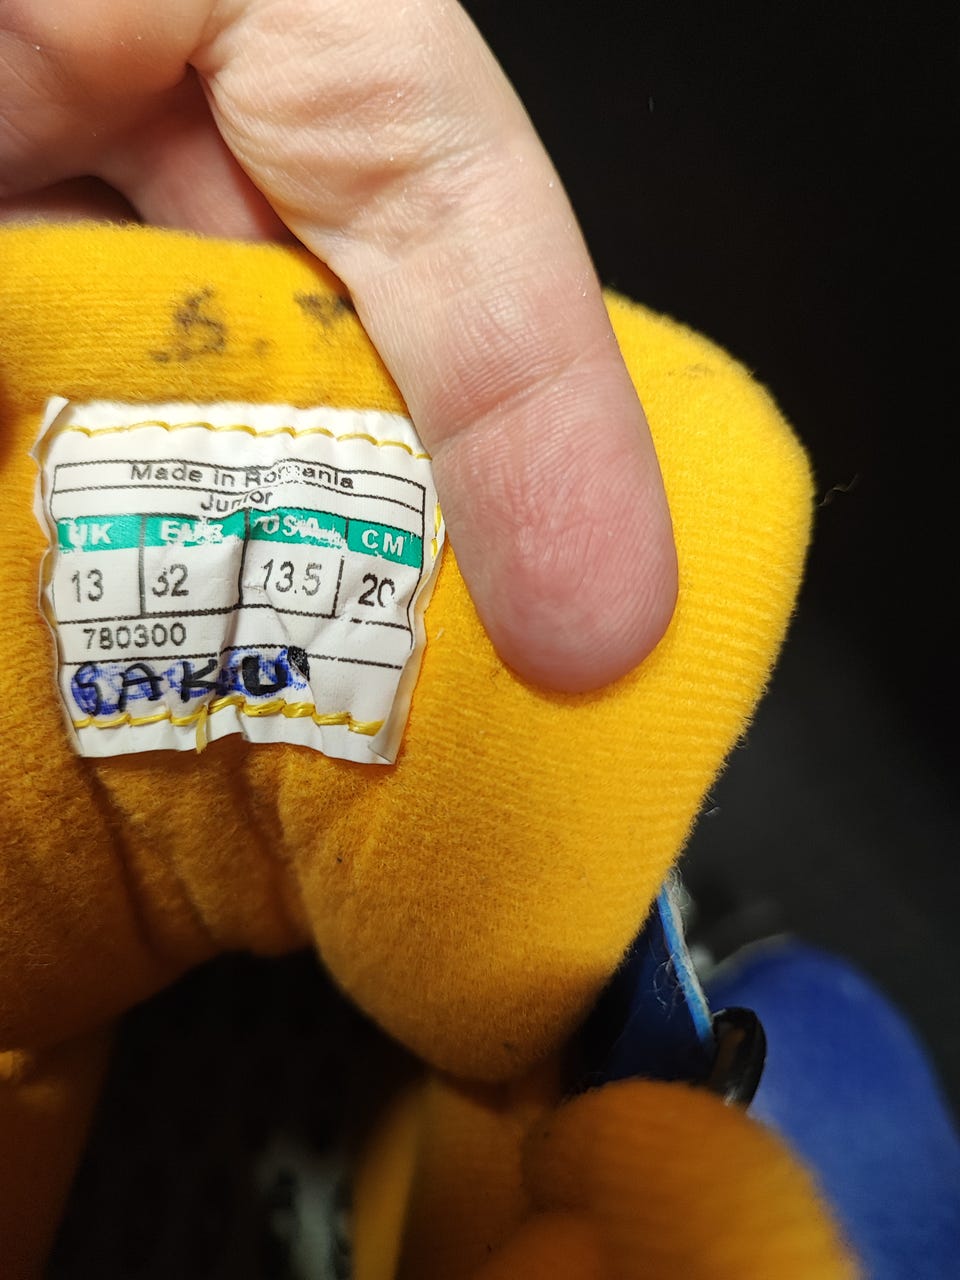 S.
Made in Romania
Junior
UK EUR USA CM
13 32 13.5 20
780300